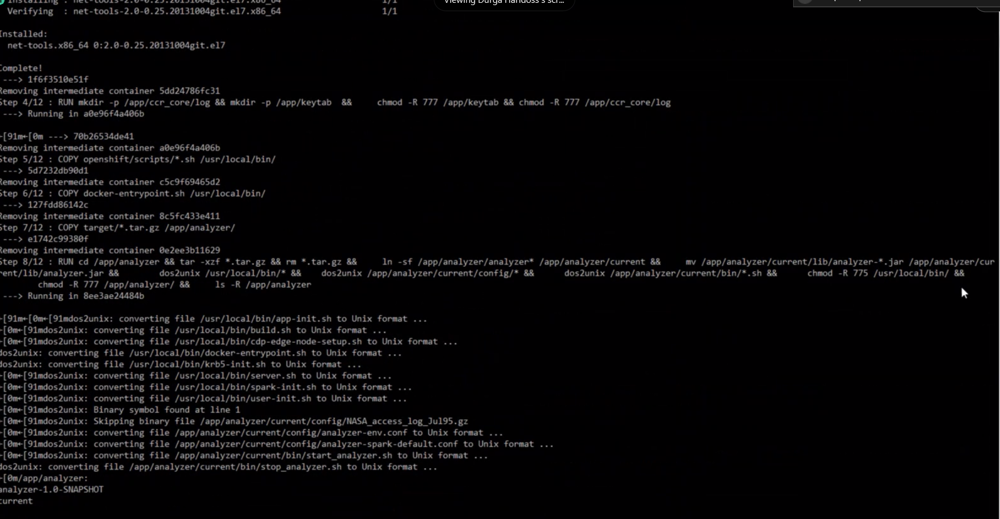 Installing : net-tools-2.0-0.25.20131004git.el7.x86_64 1/1
Viewing Durga Handoss's scr...
Verifying : net-tools-2.0-0.25.20131004git.el7.x86_64 1/1
Installed:
net-tools.x86_64 0:2.0-0.25.20131004git.el7
Complete!
---> 1f6f3510e51f
Removing intermediate container 5dd24786fc31
Step 4/12 : RUN mkdir -p /app/ccr_core/log && mkdir -p /app/keytab && chmod -R 777 /app/keytab && chmod -R 777 /app/ccr_core/log
---> Running in a0e96f4a406b
←[91m←[0m ---> 70b26534de41
Removing intermediate container a0e96f4a406b
Step 5/12 : COPY openshift/scripts/*.sh /usr/local/bin/
---> 5d7232db90d1
Removing intermediate container c5c9f69465d2
Step 6/12 : COPY docker-entrypoint.sh /usr/local/bin/
---> 127fdd86142c
Removing intermediate container 8c5fc433e411
Step 7/12 : COPY target/*.tar.gz /app/analyzer/
---> e1742c99380f
Removing intermediate container 0e2ee3b11629
Step 8/12 : RUN cd /app/analyzer && tar -xzf *.tar.gz && rm *.tar.gz && ln -sf /app/analyzer/analyzer* /app/analyzer/current && mv /app/analyzer/current/lib/analyzer-*.jar /app/analyzer/cur
rent/lib/analyzer.jar && dos2unix /usr/local/bin/* && dos2unix /app/analyzer/current/config/* && dos2unix /app/analyzer/current/bin/*.sh && chmod -R 775 /usr/local/bin/ &&
chmod -R 777 /app/analyzer/ && ls -R /app/analyzer
---> Running in 8ee3ae24484b
←[91m←[0m←[91mdos2unix: converting file /usr/local/bin/app-init.sh to Unix format ...
←[0m←[91mdos2unix: converting file /usr/local/bin/build.sh to Unix format ...
←[0m←[91mdos2unix: converting file /usr/local/bin/cdp-edge-node-setup.sh to Unix format ...
dos2unix: converting file /usr/local/bin/docker-entrypoint.sh to Unix format ...
dos2unix: converting file /usr/local/bin/krb5-init.sh to Unix format ...
←[0m←[91mdos2unix: converting file /usr/local/bin/server.sh to Unix format ...
←[0m←[91mdos2unix: converting file /usr/local/bin/spark-init.sh to Unix format ...
←[0m←[91mdos2unix: converting file /usr/local/bin/user-init.sh to Unix format ...
←[0m←[91mdos2unix: Binary symbol found at line 1
←[0m←[91mdos2unix: Skipping binary file /app/analyzer/current/config/NASA_access_log_Jul95.gz
←[0m←[91mdos2unix: converting file /app/analyzer/current/config/analyzer-env.conf to Unix format ...
←[0m←[91mdos2unix: converting file /app/analyzer/current/config/analyzer-spark-default.conf to Unix format ...
←[0m←[91mdos2unix: converting file /app/analyzer/current/bin/start_analyzer.sh to Unix format ...
dos2unix: converting file /app/analyzer/current/bin/stop_analyzer.sh to Unix format ...
←[0m/app/analyzer:
analyzer-1.0-SNAPSHOT
current